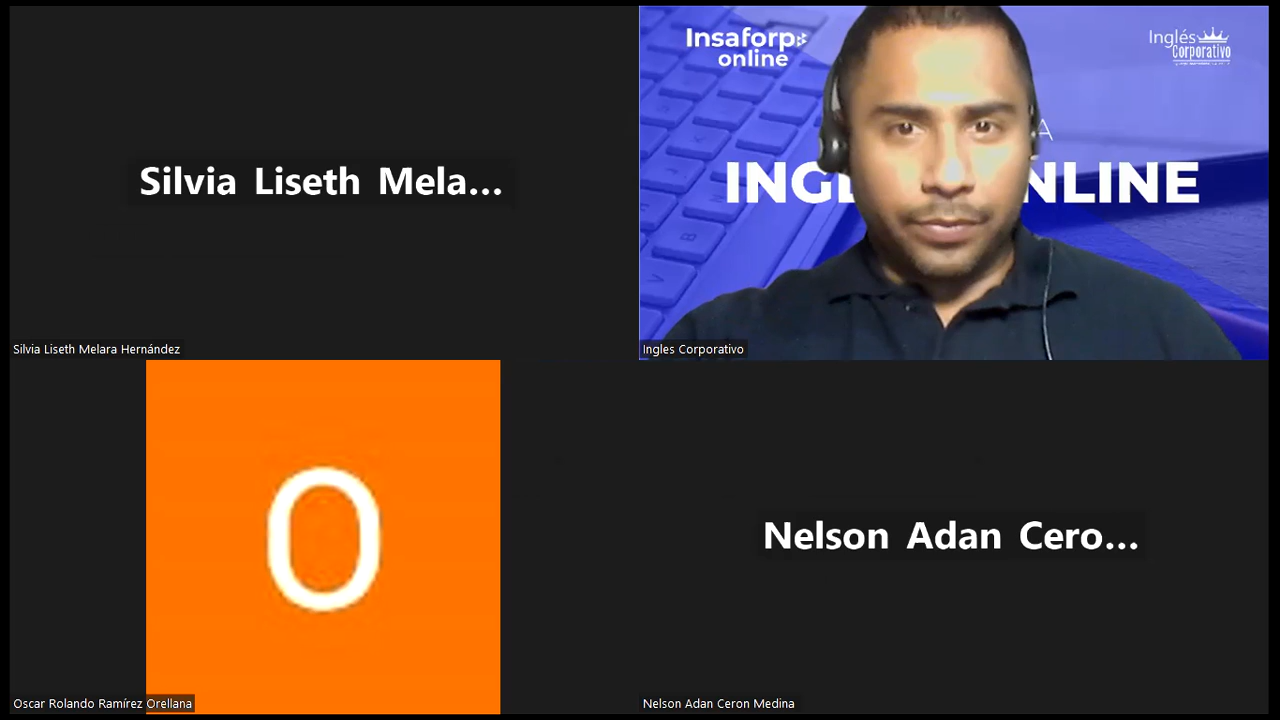 Silvia Liseth Mela...
Silvia Liseth Melara Hernández
Insaforp
online
Inglés
Corporativo
A
ING NLINE
Ingles Corporativo
O
Oscar Rolando Ramírez Orellana
Nelson Adan Cero...
Nelson Adan Ceron Medina